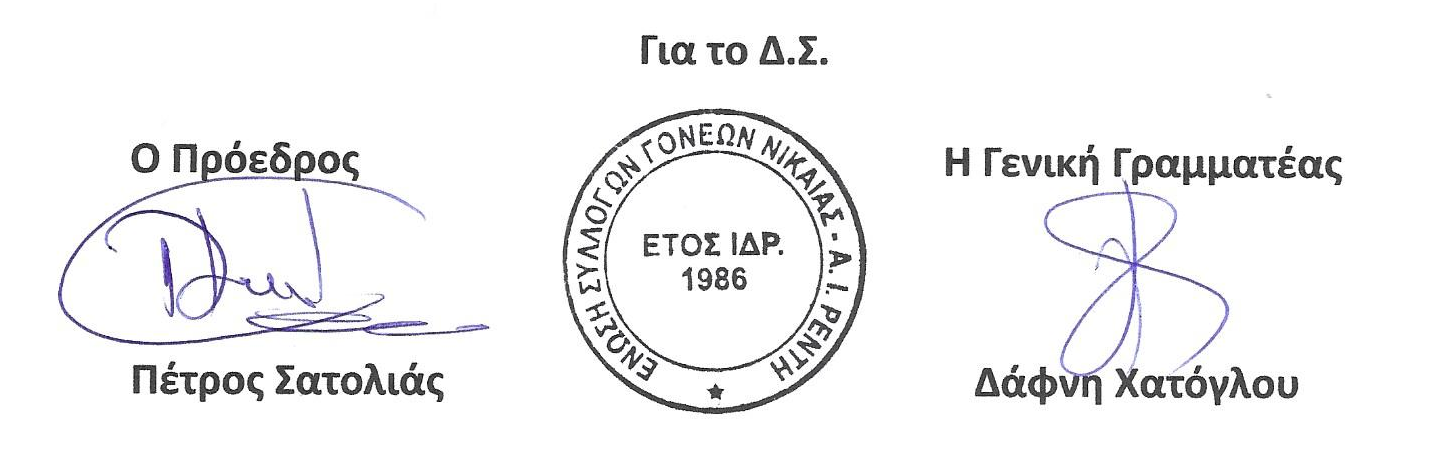 Για το Δ.Σ.
Ο Πρόεδρος
Η Γενική Γραμματέας
ΕΝΩΣΗ ΣΥΛΛΟΓΩΝ ΓΟΝΕΩΝ ΝΙΚΑΙΑΣ - Α. Ι. ΡΕΝΤΗ
ΕΤΟΣ ΙΔΡ.
1986
Πέτρος Σατολιάς
Δάφνη Χατόγλου